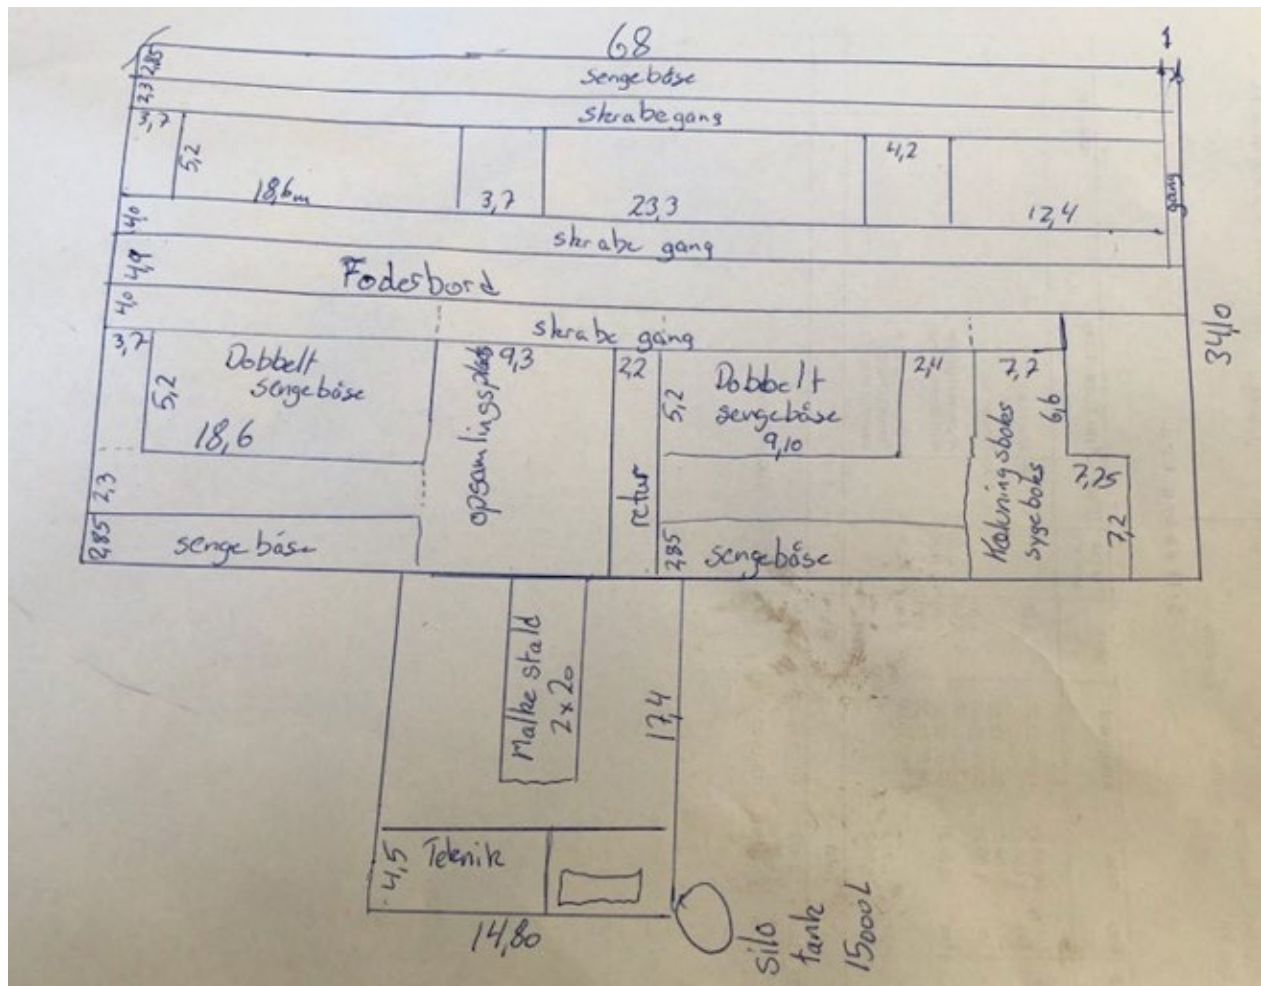 68
1
2,85
sengebåse
2,3
skrabegang
3,7
5,2
18,6m
3,7
23,3
4,2
12,4
gang
4,0
skrabe gang
4,9
Foderbord
4,0
skrabe gang
34,10
3,7
5,2
Dobbelt
sengebåse
18,6
opsamlingsplads
9,3
2,2
retur
5,2
Dobbelt
sengebåse
9,10
2,4
7,7
6,6
Kælvningsboks
sygeboks
7,25
7,2
2,3
2,85
sengebåse
2,85
sengebåse
Malke stald
2x20
17,4
4,5
Teknik
14,80
silo
tank
15000L